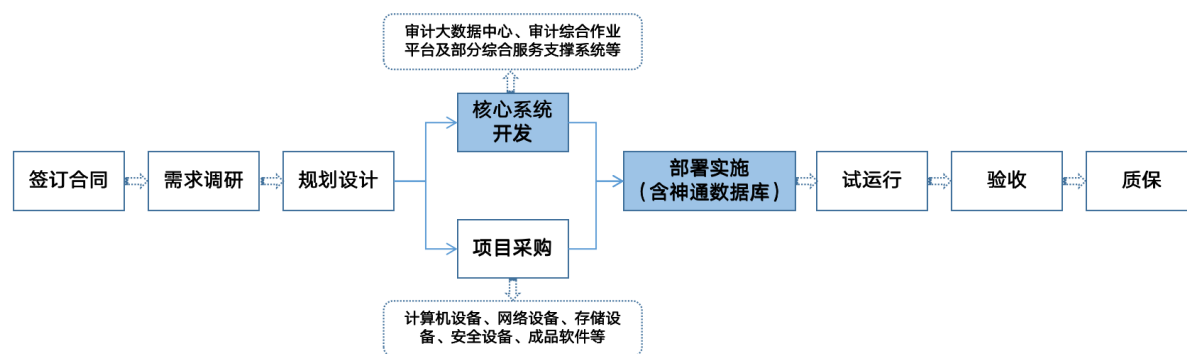 审计大数据中心、审计综合作业
平台及部分综合服务支撑系统等
核心系统
开发
签订合同
需求调研
规划设计
部署实施
（含神通数据库）
试运行
验收
质保
项目采购
计算机设备、网络设备、存储设
备、安全设备、成品软件等